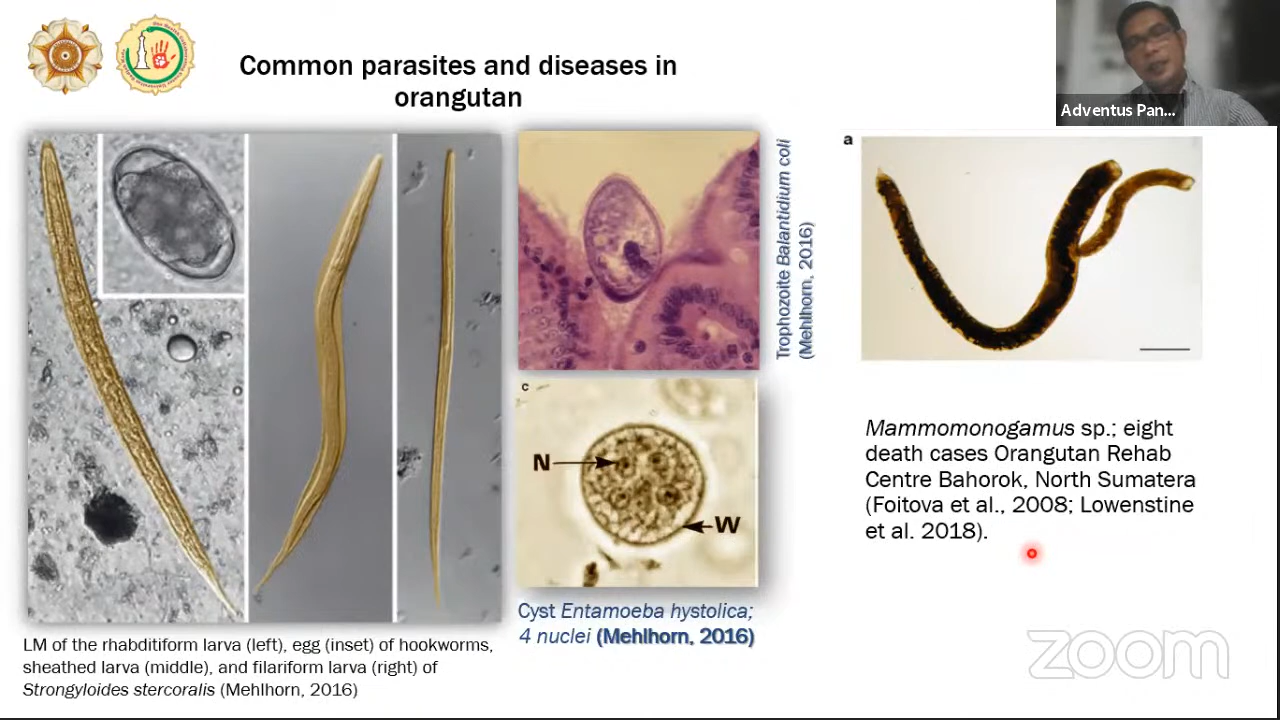 Common parasites and diseases in
orangutan
Adventus Pan...
a
Trophozoite Balantidium coli
(Mehlhorn, 2016)
c
N
W
Mammomonogamus sp.; eight
death cases Orangutan Rehab
Centre Bahorok, North Sumatera
(Foitova et al., 2008; Lowenstine
et al. 2018).
Cyst Entamoeba hystolica;
4 nuclei (Mehlhorn, 2016)
LM of the rhabditiform larva (left), egg (inset) of hookworms,
sheathed larva (middle), and filariform larva (right) of
Strongyloides stercoralis (Mehlhorn, 2016)
zoom